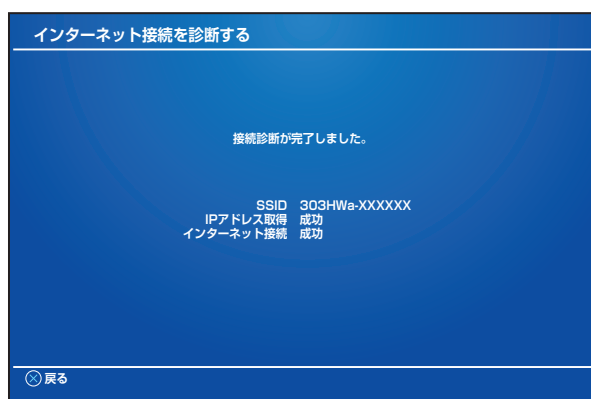 インターネット接続を診断する
接続診断が完了しました。
SSID 303HWa-XXXXXX
IPアドレス取得 成功
インターネット接続 成功
戻る